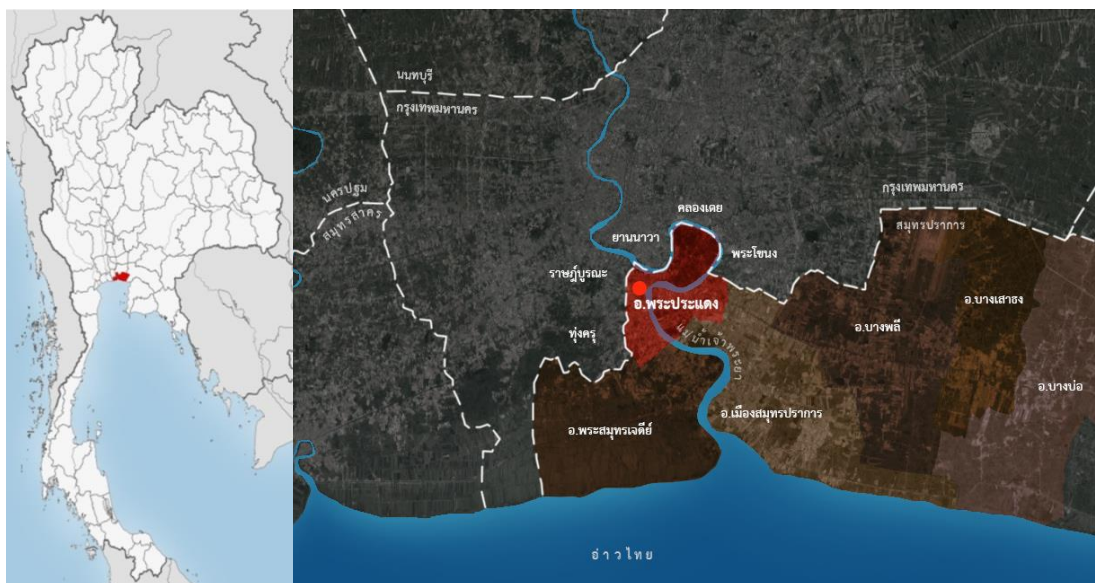 นนทบุรี
กรุงเทพมหานคร
นครปฐม
สมุทรสาคร
กรุงเทพมหานคร
สมุทรปราการ
คลองเตย
ยานนาวา
พระโขนง
ราษฎร์บูรณะ
อ.พระประแดง
อ.บางเสาธง
ทุ่งครุ
อ.บางพลี
แม่น้ำเจ้าพระยา
อ.บางบ่อ
อ.เมืองสมุทรปราการ
อ.พระสมุทรเจดีย์
อ่าวไทย